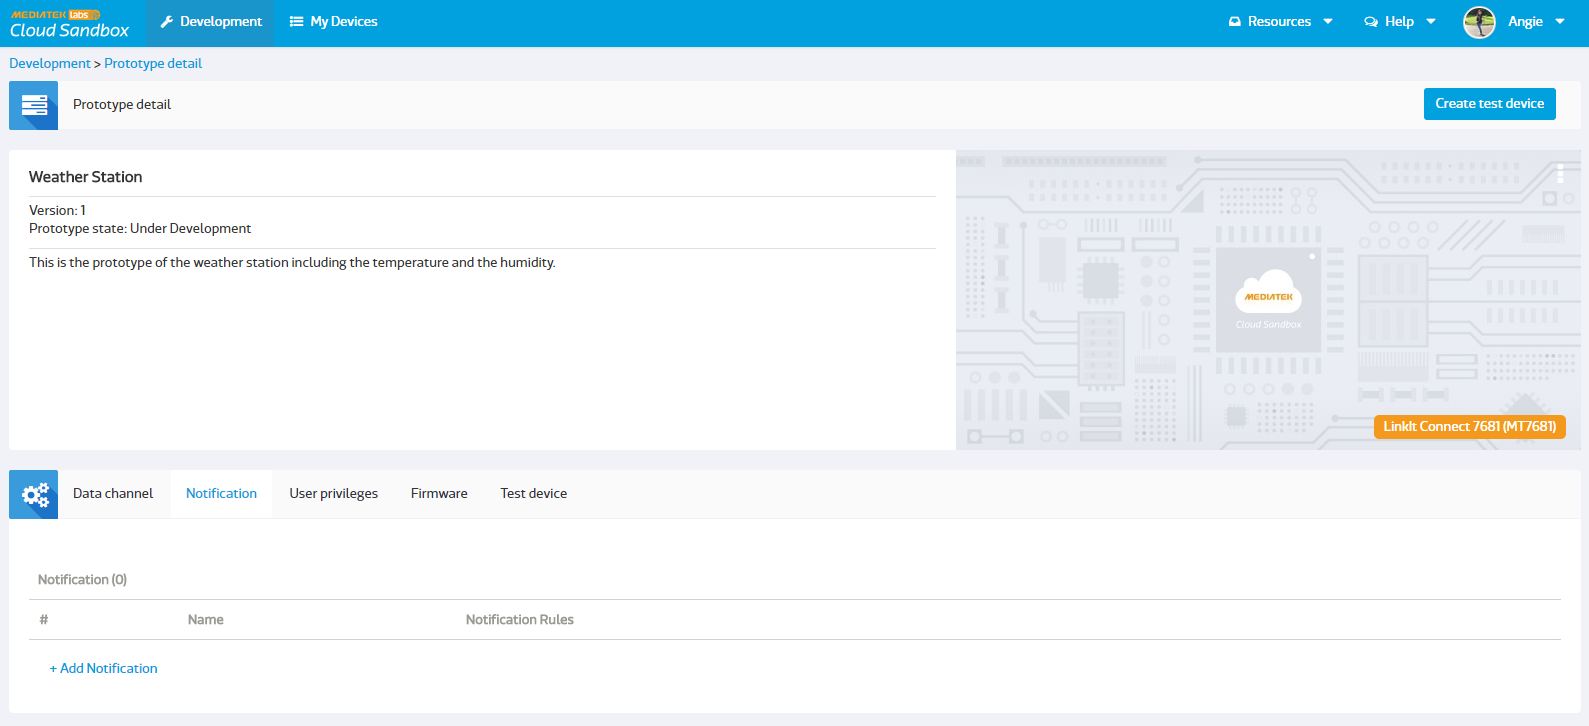 MEDIATEK labs
Cloud Sandbox
Development
My Devices
Resources
Help
Angie
Development > Prototype detail
Prototype detail
Create test device
Weather Station
Version: 1
Prototype state: Under Development
This is the prototype of the weather station including the temperature and the humidity.
MEDIATEK
Cloud Sandbox
LinkIt Connect 7681 (MT7681)
Data channel
Notification
User privileges
Firmware
Test device
Notification (0)
# Name Notification Rules
+ Add Notification